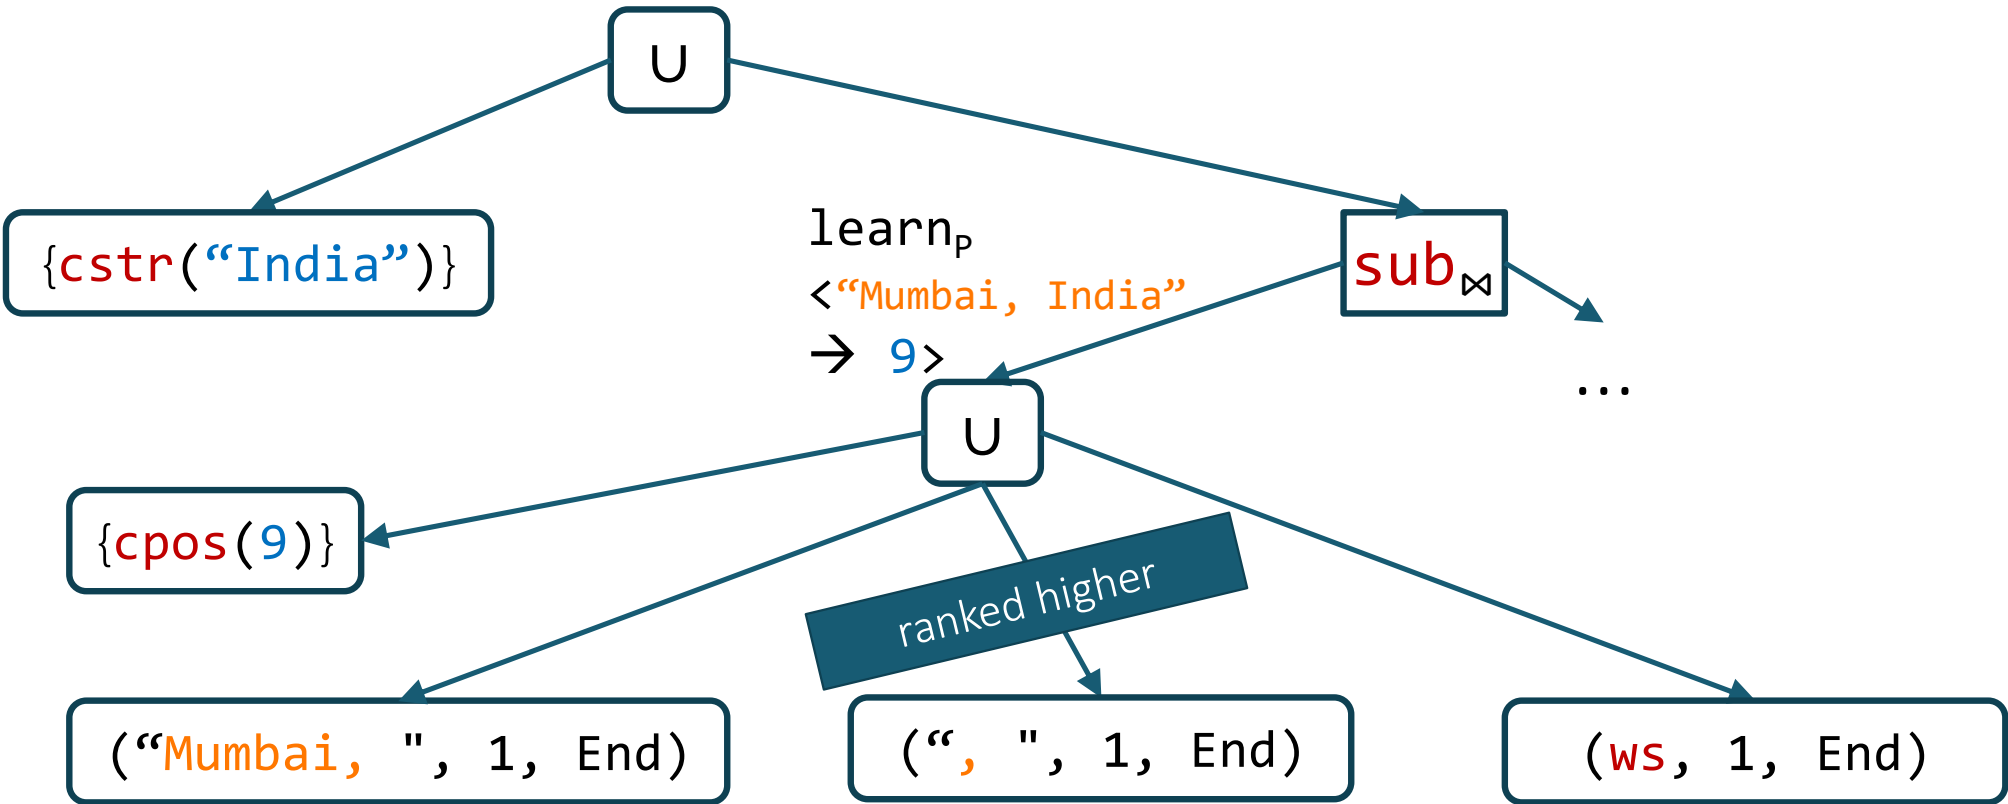 ∪
{cstr(“India”)}
learnP
<“Mumbai, India”
→ 9>
sub⋈
...
∪
{cpos(9)}
ranked higher
(“Mumbai, ", 1, End)
(“, ", 1, End)
(ws, 1, End)